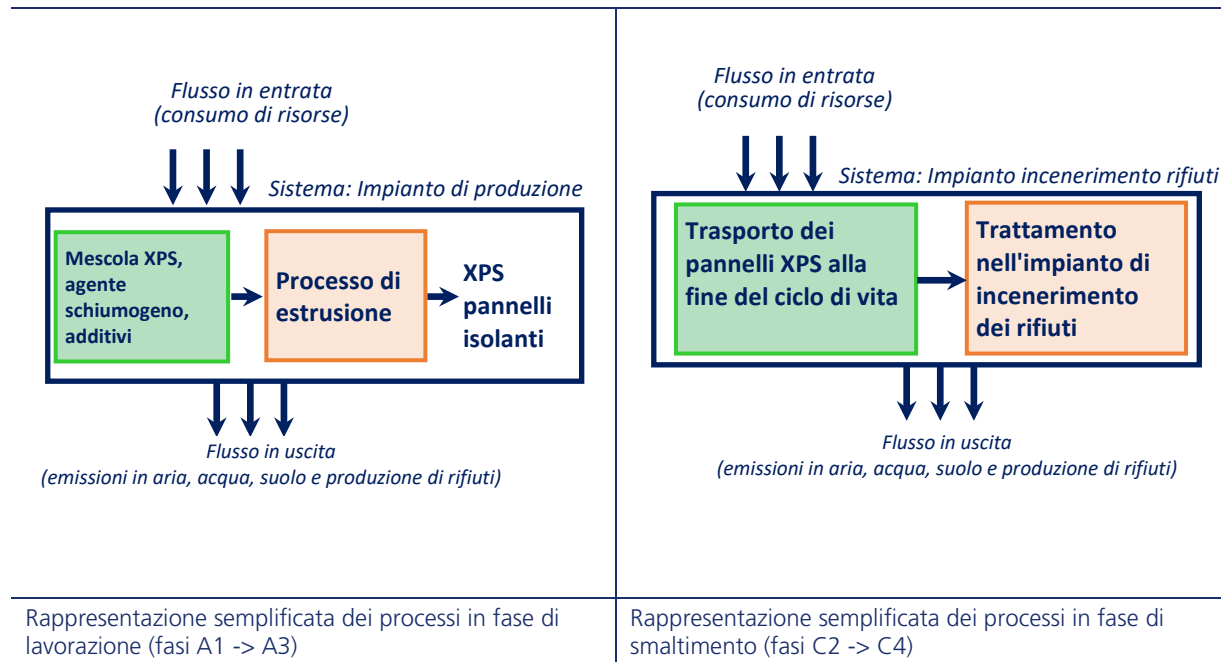 Flusso in entrata
(consumo di risorse)
Sistema: Impianto di produzione
Mescola XPS,
agente
schiumogeno,
additivi
Processo di
estrusione
XPS
pannelli
isolanti
Flusso in uscita
(emissioni in aria, acqua, suolo e produzione di rifiuti)
Rappresentazione semplificata dei processi in fase di
lavorazione (fasi A1 -> A3)
Flusso in entrata
(consumo di risorse)
Sistema: Impianto incenerimento rifiuti
Trasporto dei
pannelli XPS alla
fine del ciclo di vita
Trattamento
nell'impianto di
incenerimento
dei rifiuti
Flusso in uscita
(emissioni in aria, acqua, suolo e produzione di rifiuti)
Rappresentazione semplificata dei processi in fase di
smaltimento (fasi C2 -> C4)